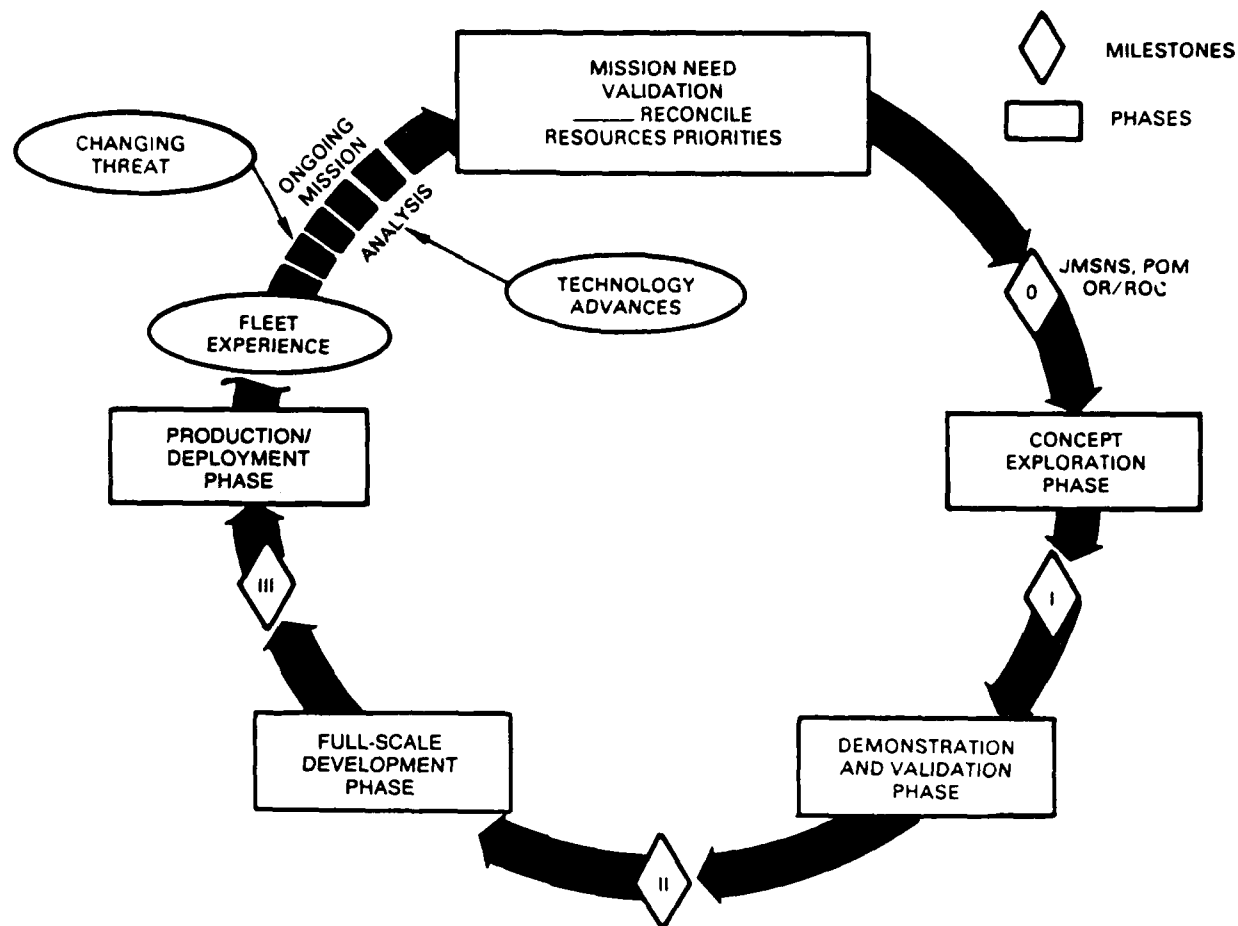 MISSION NEED
VALIDATION
_____ RECONCILE
RESOURCES PRIORITIES
MILESTONES
PHASES
CHANGING
THREAT
ONGOING
MISSION
ANALYSIS
TECHNOLOGY
ADVANCES
FLEET
EXPERIENCE
0
JMSNS, POM
OR/ROC
CONCEPT
EXPLORATION
PHASE
I
DEMONSTRATION
AND VALIDATION
PHASE
II
FULL-SCALE
DEVELOPMENT
PHASE
III
PRODUCTION/
DEPLOYMENT
PHASE